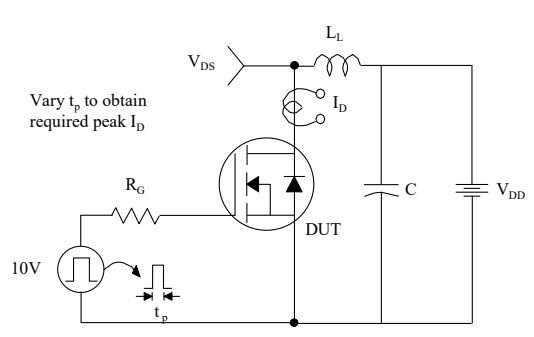 L_L
V_DS
I_D
Vary t_p to obtain
required peak I_D
R_G
C
V_DD
DUT
10V
t_p